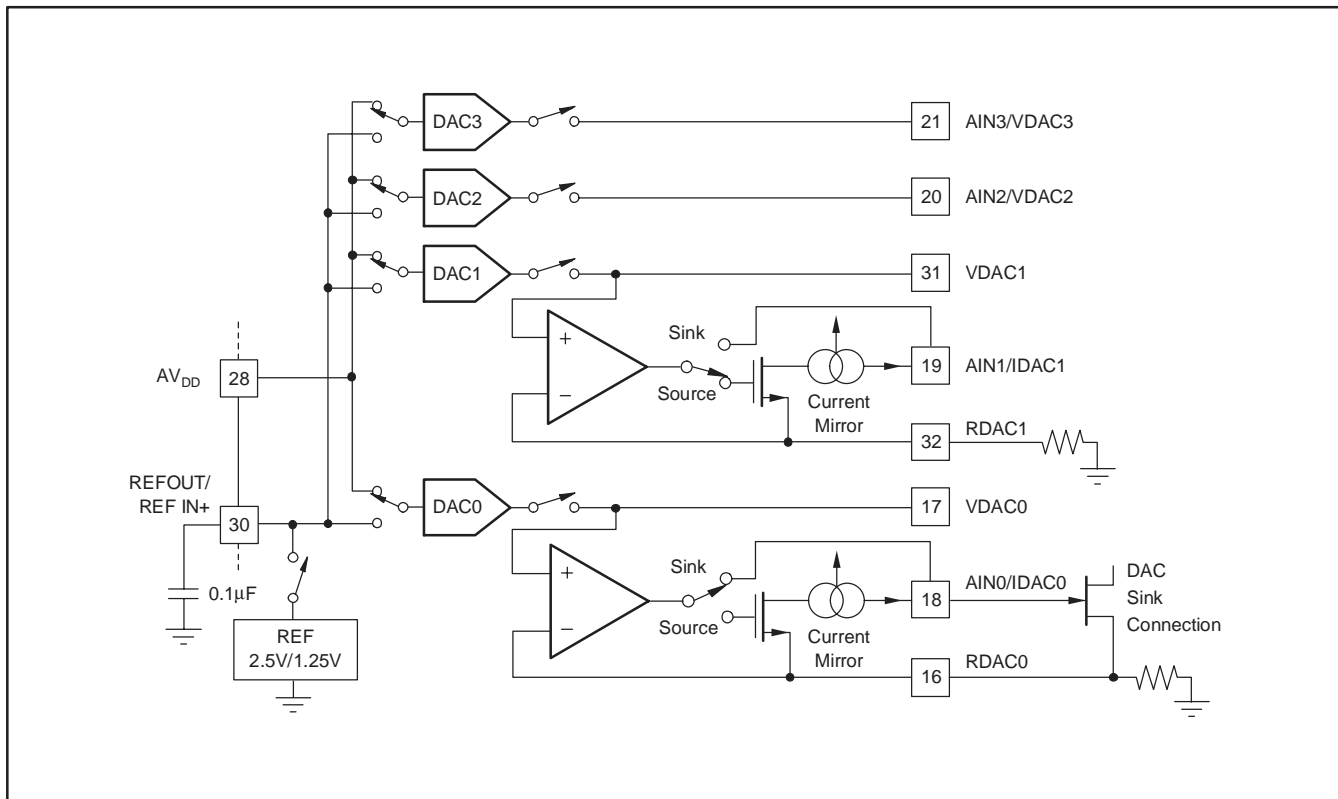 DAC3
21
AIN3/VDAC3
DAC2
20
AIN2/VDAC2
DAC1
31
VDAC1
+
−
Sink
Source
Current
Mirror
19
AIN1/IDAC1
32
RDAC1
AVDD
28
REFOUT/
REF IN+
30
0.1μF
REF
2.5V/1.25V
DAC0
17
VDAC0
+
−
Sink
Source
Current
Mirror
18
AIN0/IDAC0
DAC
Sink
Connection
16
RDAC0